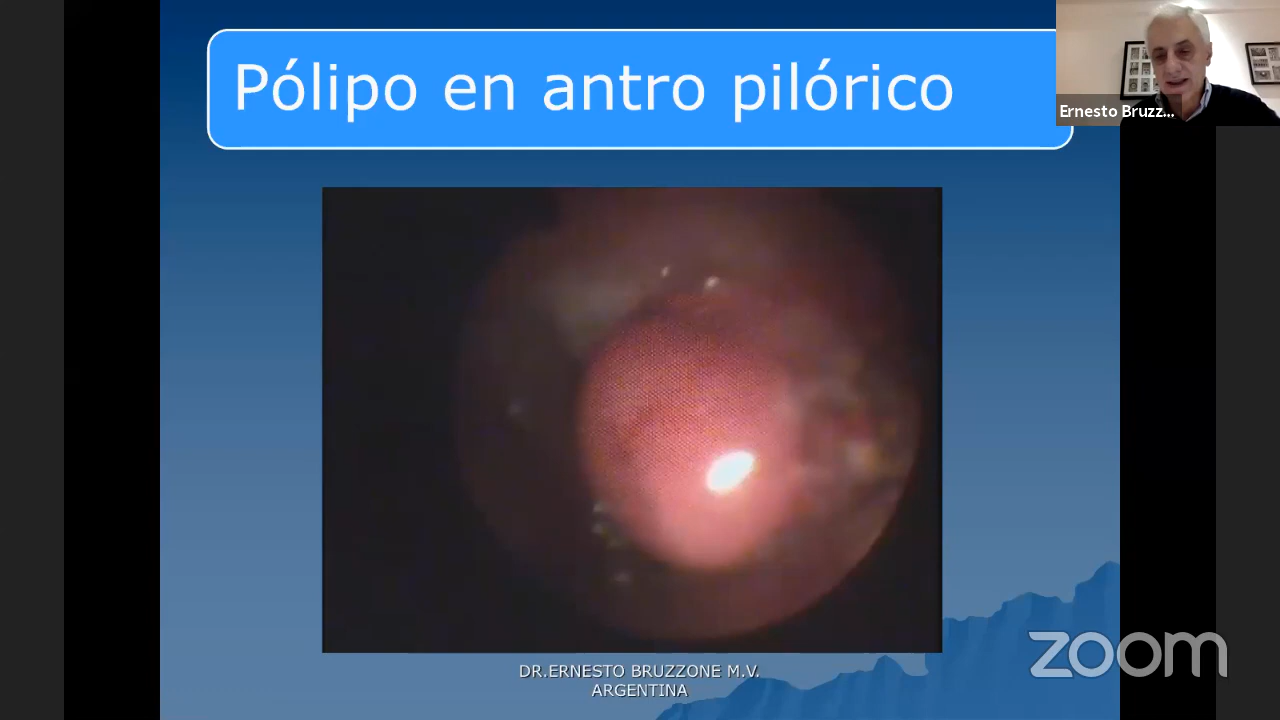 Pólipo en antro pilórico
Ernesto Bruzz...
DR.ERNESTO BRUZZONE M.V.
ARGENTINA
zoom